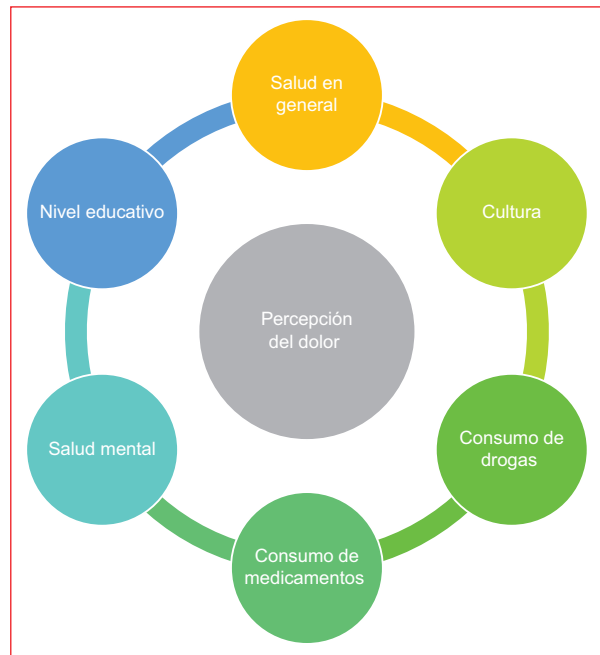 Salud en
general
Nivel educativo
Cultura
Percepción
del dolor
Salud mental
Consumo de
drogas
Consumo de
medicamentos